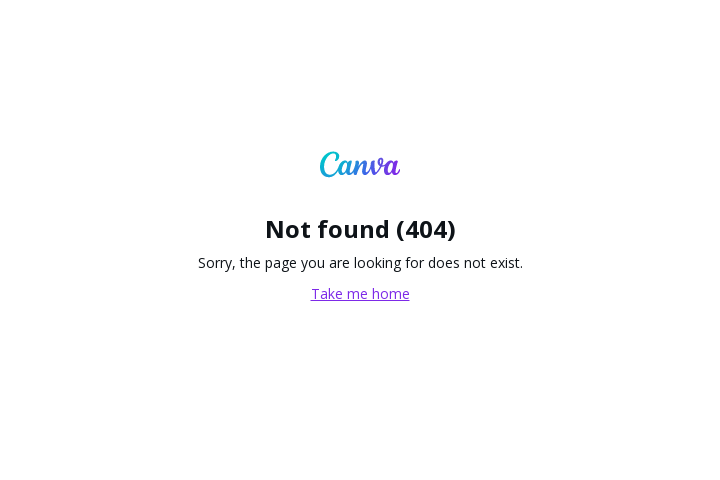 Canva
Not found (404)
Sorry, the page you are looking for does not exist.
Take me home